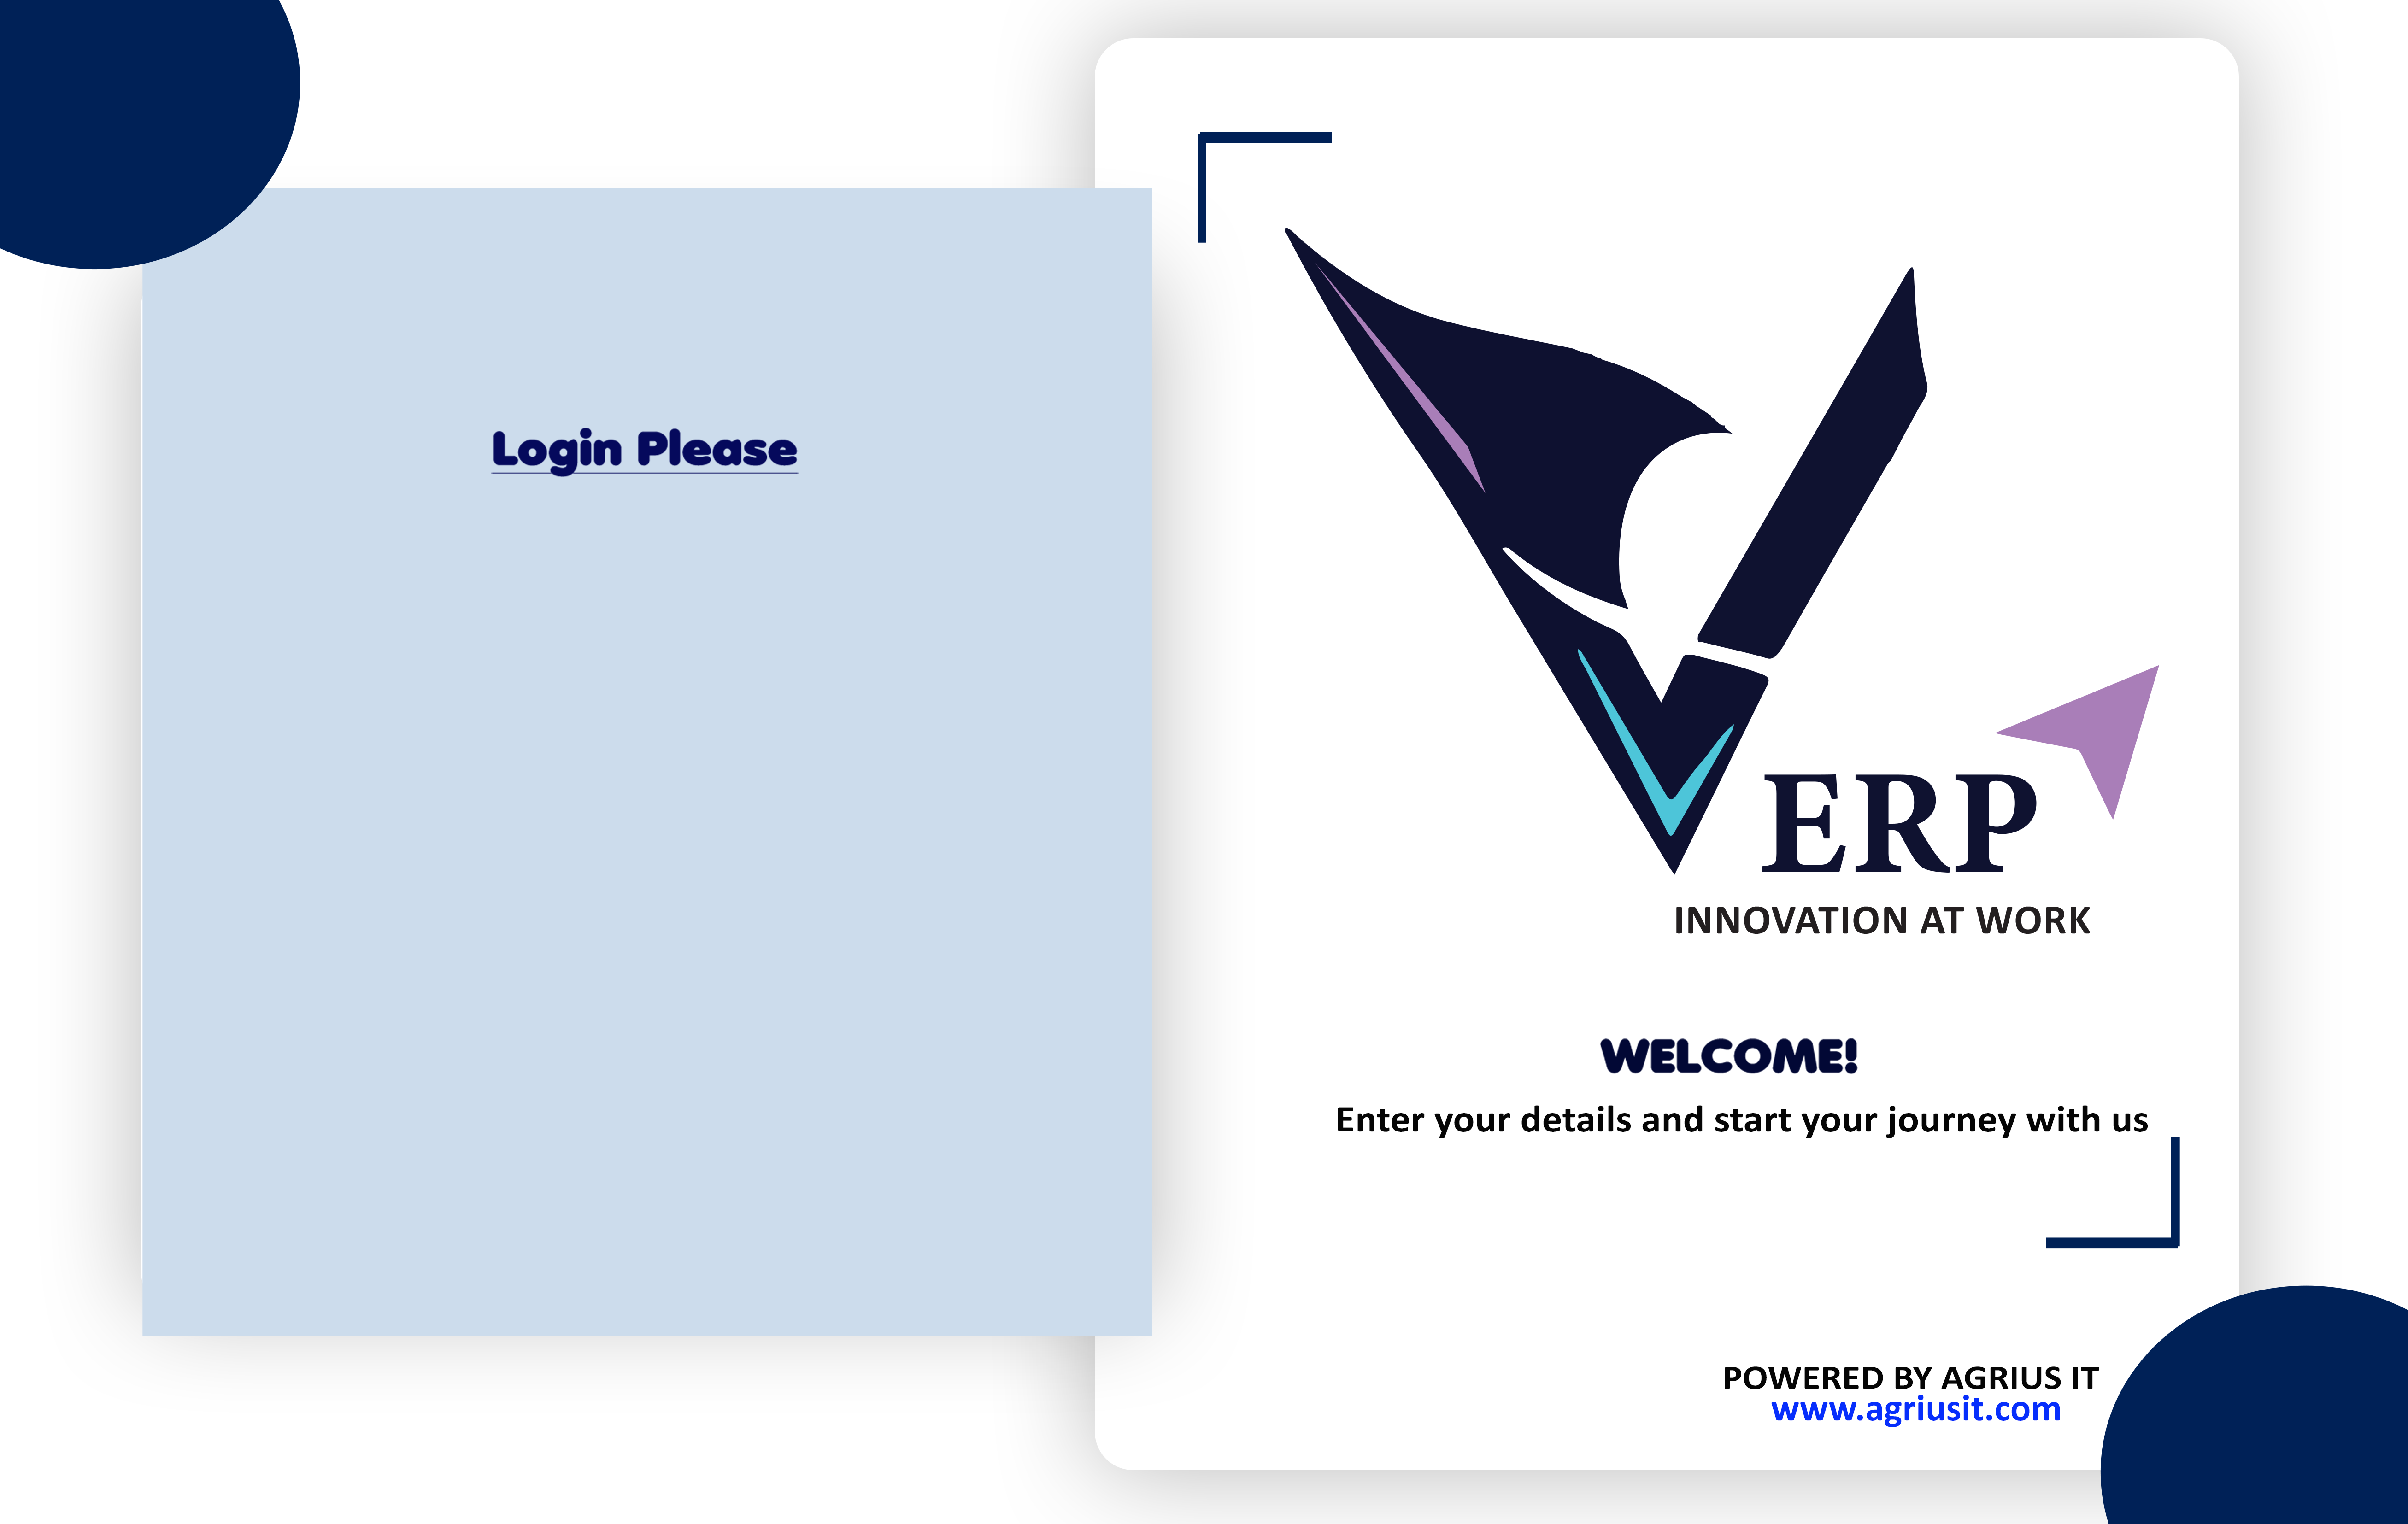 Login Please
VERP
INNOVATION AT WORK
WELCOME!
Enter your details and start your journey with us
POWERED BY AGRIUS IT
www.agriusit.com